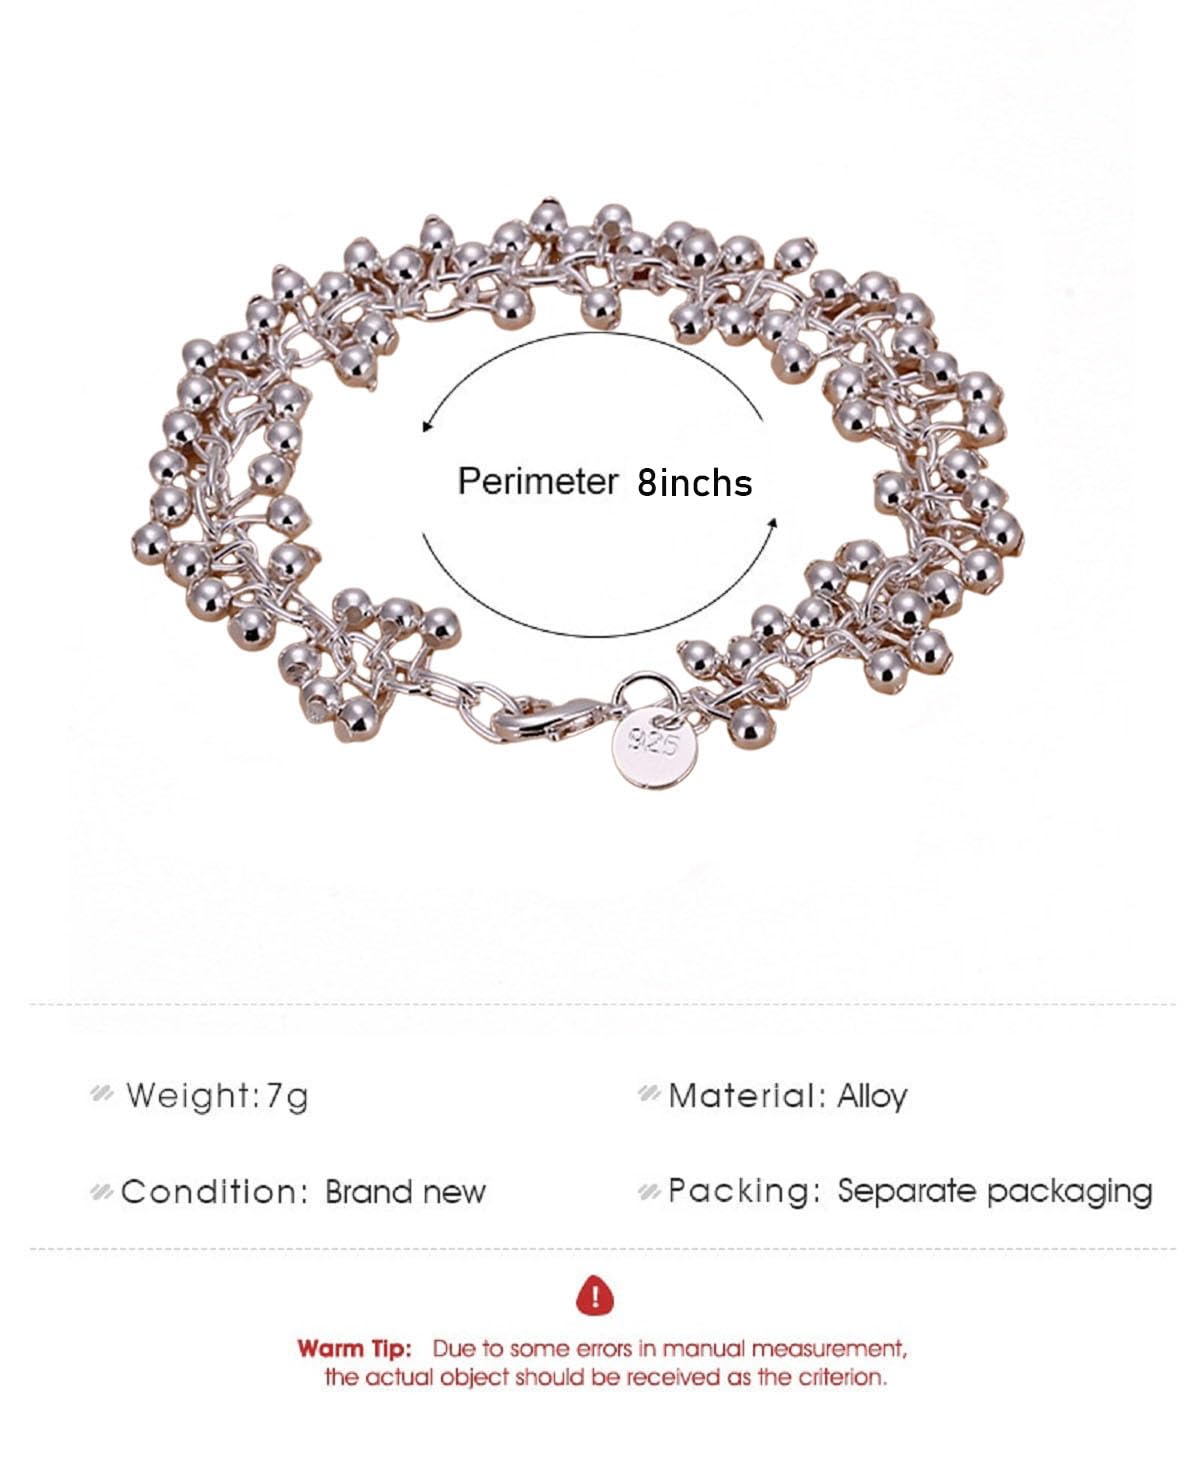 Perimeter 8inchs
925
Weight:7g
Material: Alloy
Condition: Brand new
Packing: Separate packaging
!
Warm Tip: Due to some errors in manual measurement,
the actual object should be received as the criterion.